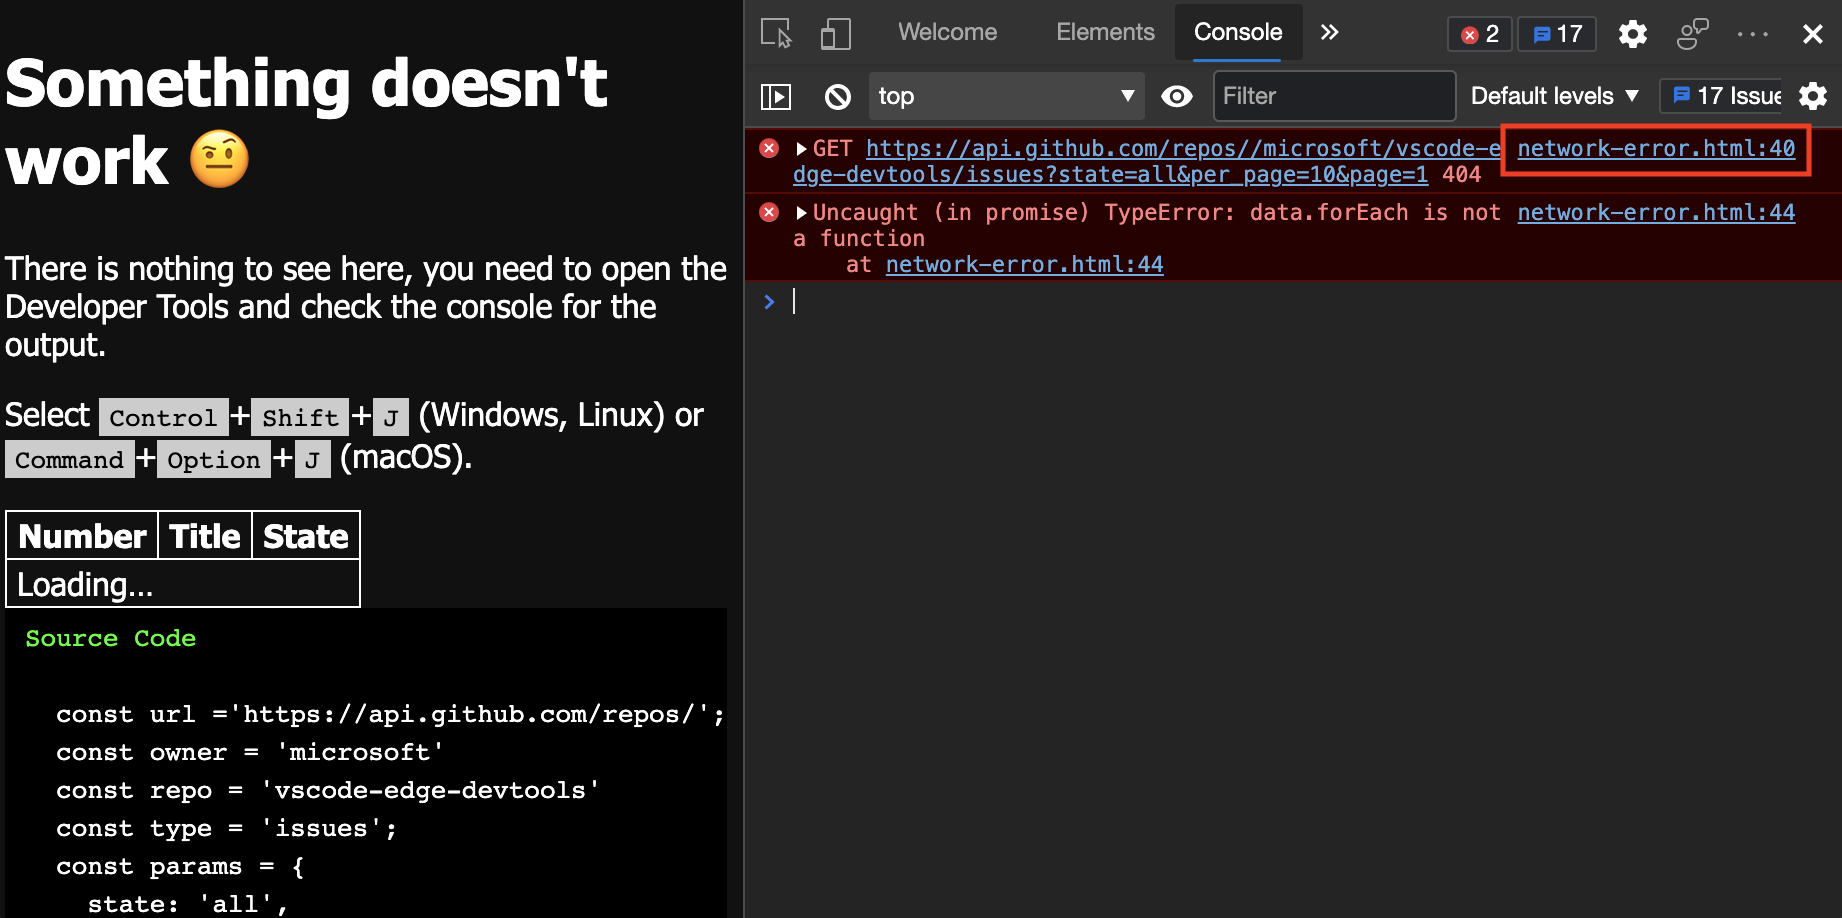 Something doesn't
work 🤨
There is nothing to see here, you need to open the
Developer Tools and check the console for the
output.
Select Control+Shift+J (Windows, Linux) or
Command+Option+J (macOS).
Number Title State
Loading...
Source Code
const url ='https://api.github.com/repos/';
const owner = 'microsoft'
const repo = 'vscode-edge-devtools'
const type = 'issues';
const params = {
state: 'all',
Welcome Elements Console » 2 17
top Filter Default levels 17 Issue
GET https://api.github.com/repos//microsoft/vscode-e network-error.html:40
dge-devtools/issues?state=all&per_page=10&page=1 404
Uncaught (in promise) TypeError: data.forEach is not network-error.html:44
a function
at network-error.html:44
>